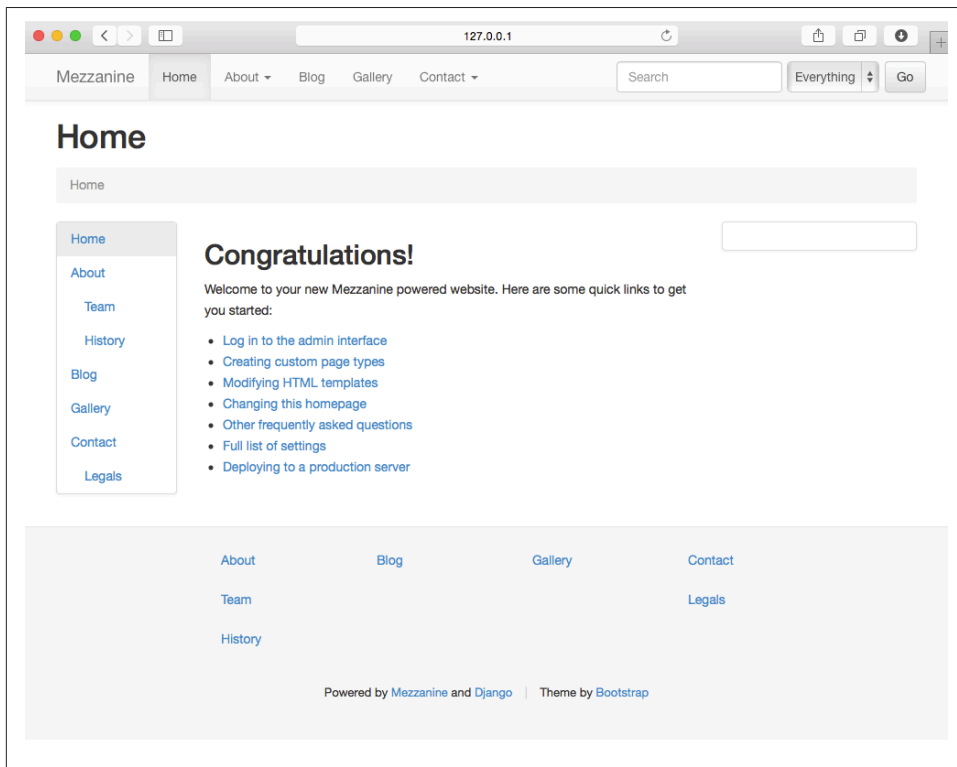 127.0.0.1
Mezzanine Home About Blog Gallery Contact Search Everything Go
Home
Home
Home
About
Team
History
Blog
Gallery
Contact
Legals
Congratulations!
Welcome to your new Mezzanine powered website. Here are some quick links to get
you started:
• Log in to the admin interface
• Creating custom page types
• Modifying HTML templates
• Changing this homepage
• Other frequently asked questions
• Full list of settings
• Deploying to a production server
About Blog Gallery Contact
Team Legals
History
Powered by Mezzanine and Django | Theme by Bootstrap